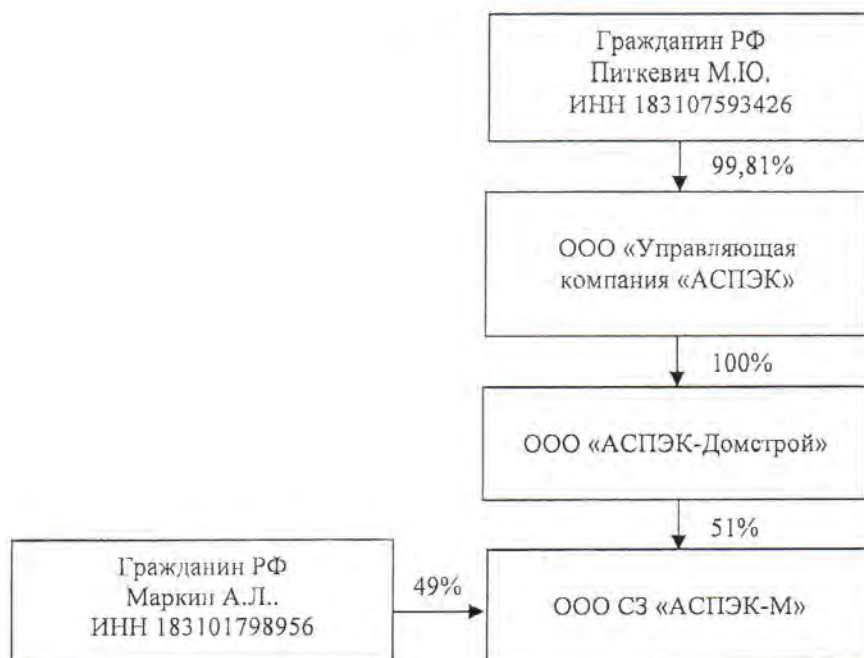 Гражданин РФ
Питкевич М.Ю.
ИНН 183107593426
99,81%
ООО «Управляющая
компания «АСПЭК»
100%
ООО «АСПЭК-Домстрой»
51%
Гражданин РФ
Маркин А.Л..
ИНН 183101798956
49%
ООО СЗ «АСПЭК-М»